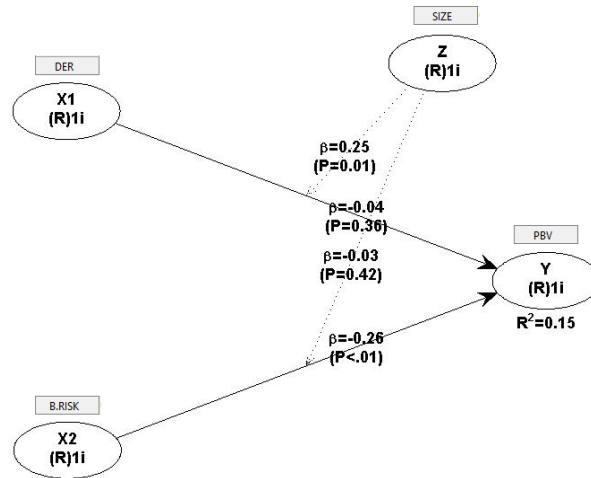 SIZE
Z
(R)1i
DER
X1
(R)1i
β=0.25
(P=0.01)
β=-0.04
(P=0.36)
β=-0.03
(P=0.42)
PBV
Y
(R)1i
R²=0.15
β=-0.26
(P<.01)
B.RISK
X2
(R)1i